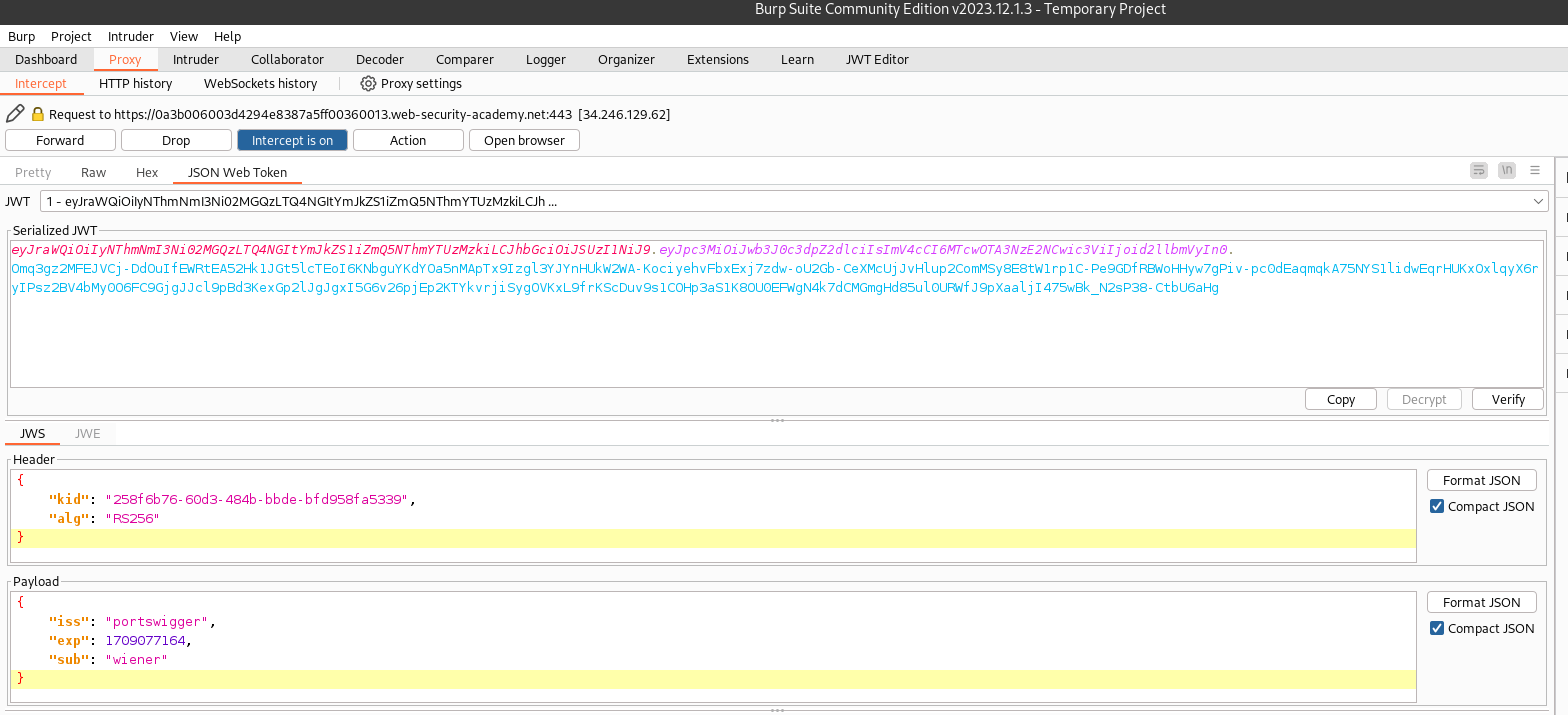 Burp Suite Community Edition v2023.12.1.3 - Temporary Project
Burp Project Intruder View Help
Dashboard Proxy Intruder Collaborator Decoder Comparer Logger Organizer Extensions Learn JWT Editor
Intercept HTTP history WebSockets history Proxy settings
Request to https://0a3b006003d4294e8387a5ff00360013.web-security-academy.net:443 [34.246.129.62]
Forward Drop Intercept is on Action Open browser
Pretty Raw Hex JSON Web Token \n
JWT 1 - eyJraWQiOiIyNThmNmI3Ni02MGQzLTQ4NGItYmJkZS1iZmQ5NThmYTUzMzkiLCJh ...
Serialized JWT
eyJraWQiOiIyNThmNmI3Ni02MGQzLTQ4NGItYmJkZS1iZmQ5NThmYTUzMzkiLCJhbGciOiJSUzI1NiJ9.eyJpc3MiOiJwb3J0c3dpZ2dlciIsImV4cCI6MTcwOTA3NzE2NCwic3ViIjoid2llbmVyIn0.
Omq3gz2MFEJVCj-DdOuIfEWRtEA52Hk1JGt5lcTEoI6KNbguYKdYOa5nMApTx9Izgl3YJYnHUkW2WA-KociyehvFbxExj7zdw-oU2Gb-CeXMcUjJvHlup2ComMSy8E8tW1rp1C-Pe9GDfRBWoHHyw7gPiv-pc0dEaqmqkA75NYS1lidwEqrHUKxOxlqyX6r
yIPsz2BV4bMy0O6FC9GjgJJcl9pBd3KexGp2lJgJgxI5G6v26pjEp2KTYkvrjiSygOVKxL9frKScDuv9s1COHp3aS1K8OU0EFWgN4k7dCMGmgHd85ul0URWfJ9pXaaljI475wBk_N2sP38-CtbU6aHg
Copy Decrypt Verify
JWS JWE
Header
{
"kid": "258f6b76-60d3-484b-bbde-bfd958fa5339",
"alg": "RS256"
}
Format JSON
Compact JSON
Payload
{
"iss": "portswigger",
"exp": 1709077164,
"sub": "wiener"
}
Format JSON
Compact JSON